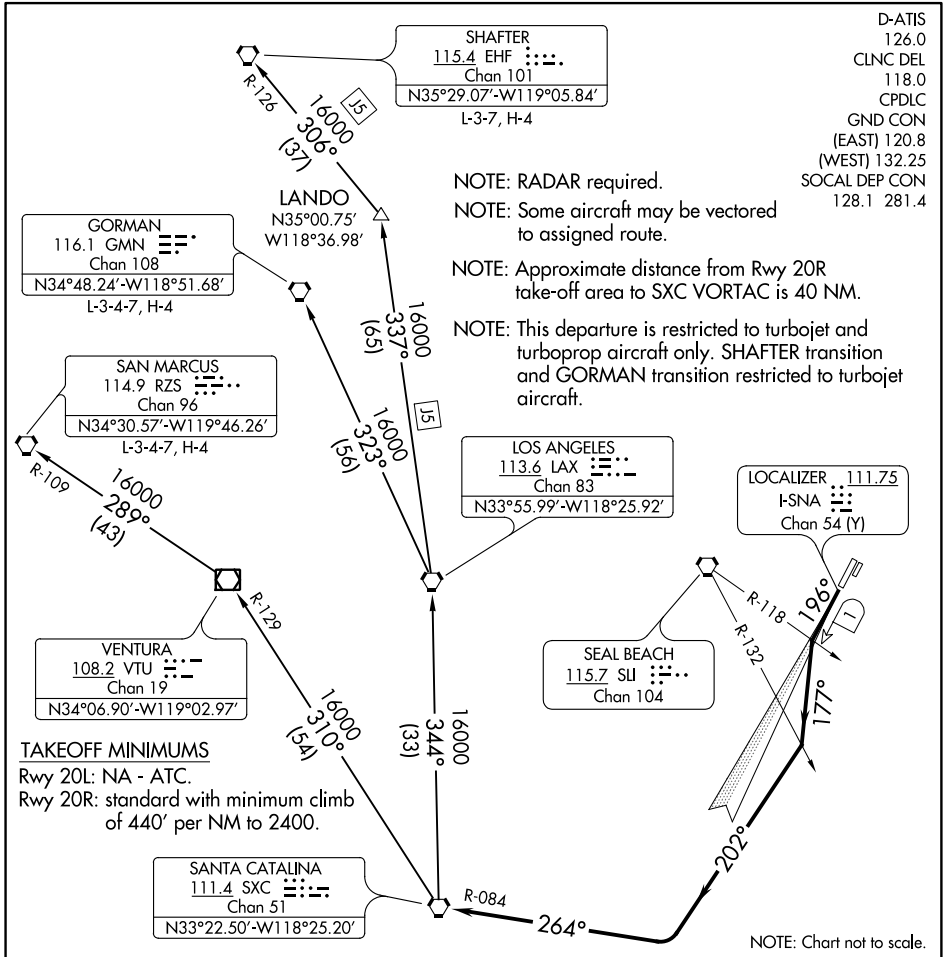 D-ATIS
126.0
CLNC DEL
118.0
CPDLC
GND CON
(EAST) 120.8
(WEST) 132.25
SOCAL DEP CON
128.1 281.4
SHAFTER
115.4 EHF
Chan 101
N35°29.07'-W119°05.84'
L-3-7, H-4
R-126
16000
306°
(37)
J5
LANDO
N35°00.75'
W118°36.98'
NOTE: RADAR required.
NOTE: Some aircraft may be vectored
to assigned route.
NOTE: Approximate distance from Rwy 20R
take-off area to SXC VORTAC is 40 NM.
NOTE: This departure is restricted to turbojet and
turboprop aircraft only. SHAFTER transition
and GORMAN transition restricted to turbojet
aircraft.
GORMAN
116.1 GMN
Chan 108
N34°48.24'-W118°51.68'
L-3-4-7, H-4
16000
337°
(65)
J5
16000
323°
(56)
SAN MARCUS
114.9 RZS
Chan 96
N34°30.57'-W119°46.26'
L-3-4-7, H-4
R-109
16000
289°
(43)
LOS ANGELES
113.6 LAX
Chan 83
N33°55.99'-W118°25.92'
LOCALIZER 111.75
I-SNA
Chan 54 (Y)
196°
1
R-118
R-132
177°
SEAL BEACH
115.7 SLI
Chan 104
R-129
VENTURA
108.2 VTU
Chan 19
N34°06.90'-W119°02.97'
16000
310°
(54)
16000
344°
(33)
TAKEOFF MINIMUMS
Rwy 20L: NA - ATC.
Rwy 20R: standard with minimum climb
of 440' per NM to 2400.
202°
SANTA CATALINA
111.4 SXC
Chan 51
N33°22.50'-W118°25.20'
R-084
264°
NOTE: Chart not to scale.